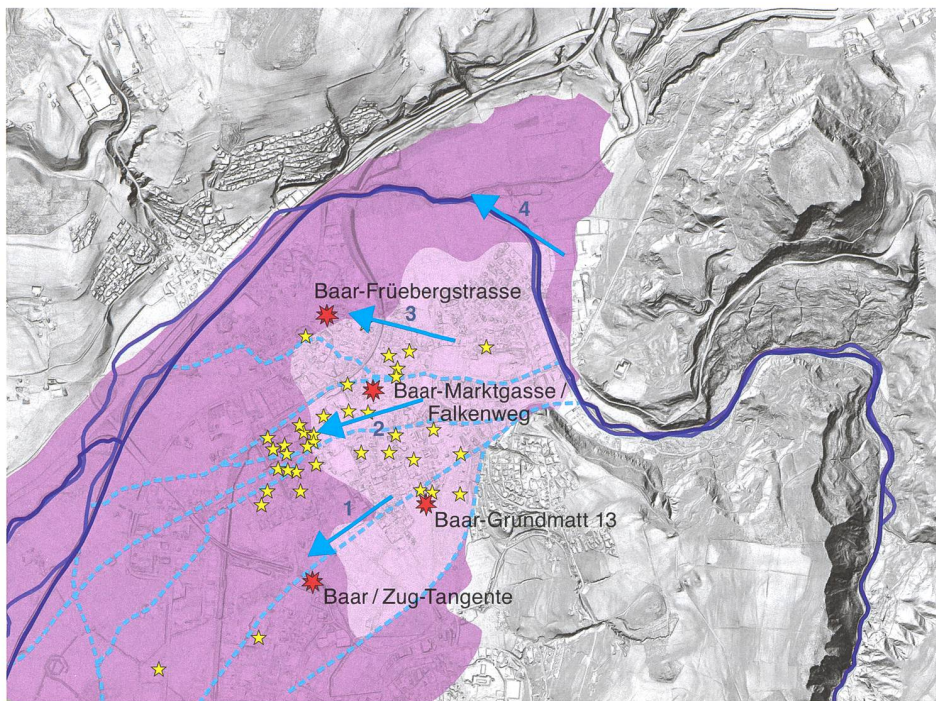 4
Baar-Früebergstrasse
3
Baar-Marktgasse /
Falkenweg
2
1
Baar-Grundmatt 13
Baar / Zug-Tangente